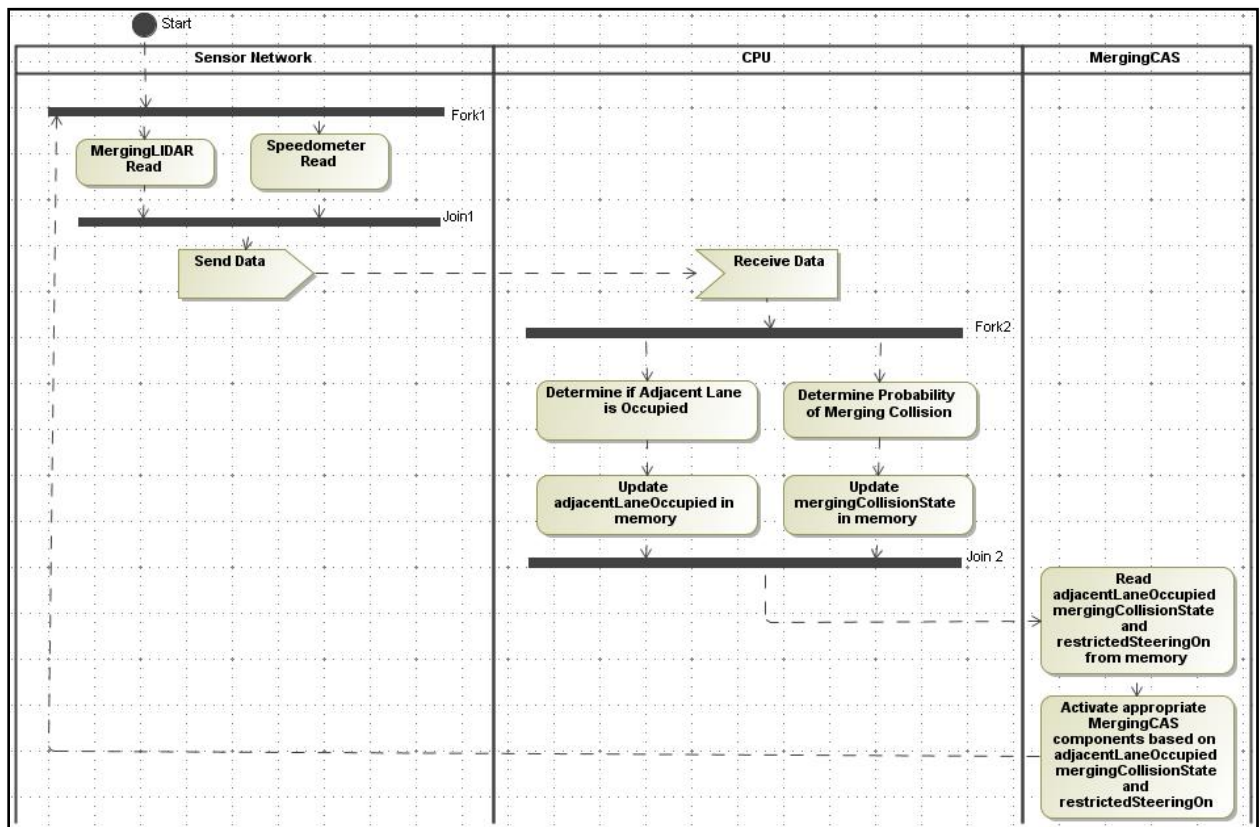 Start
Sensor Network
CPU
MergingCAS
Fork1
MergingLIDAR
Read
Speedometer
Read
Join1
Send Data
Receive Data
Fork2
Determine if Adjacent Lane
is Occupied
Determine Probability
of Merging Collision
Update
adjacentLaneOccupied in
memory
Update
mergingCollisionState
in memory
Join 2
Read
adjacentLaneOccupied
mergingCollisionState
and
restrictedSteeringOn
from memory
Activate appropriate
MergingCAS
components based on
adjacentLaneOccupied
mergingCollisionState
and
restrictedSteeringOn